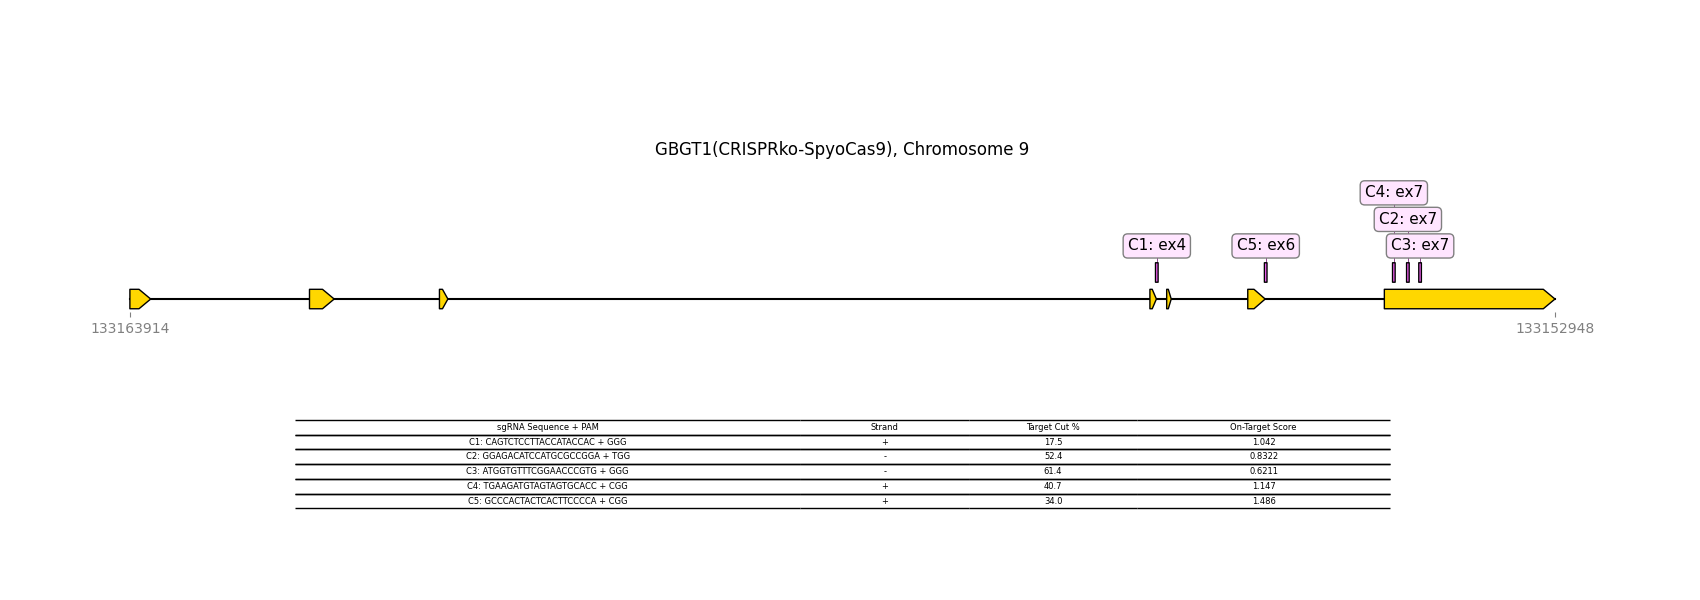 GBGT1(CRISPRko-SpyoCas9), Chromosome 9
C4: ex7
C2: ex7
C1: ex4 C5: ex6 C3: ex7
133163914 133152948
sgRNA Sequence + PAM Strand Target Cut % On-Target Score
C1: CAGTCTCCTTACCATACCAC + GGG + 17.5 1.042
C2: GGAGACATCCATGCGCCGGA + TGG - 52.4 0.8322
C3: ATGGTGTTTCGGAACCCGTG + GGG - 61.4 0.6211
C4: TGAAGATGTAGTAGTGCACC + CGG + 40.7 1.147
C5: GCCCACTACTCACTTCCCCA + CGG + 34.0 1.486